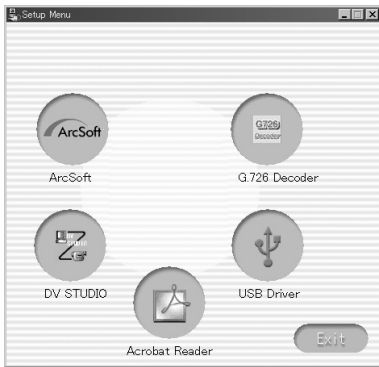 Setup Menu
ArcSoft
ArcSoft
G.726
Decoder
G.726 Decoder
DV STUDIO
USB Driver
Acrobat Reader
Exit